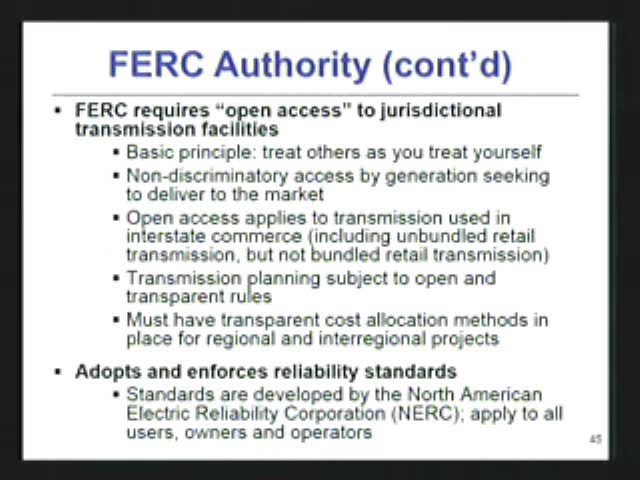 FERC Authority (cont'd)
▪ FERC requires "open access" to jurisdictional
transmission facilities
▪ Basic principle: treat others as you treat yourself
▪ Non-discriminatory access by generation seeking
to deliver to the market
▪ Open access applies to transmission used in
interstate commerce (including unbundled retail
transmission, but not bundled retail transmission)
▪ Transmission planning subject to open and
transparent rules
▪ Must have transparent cost allocation methods in
place for regional and interregional projects
▪ Adopts and enforces reliability standards
▪ Standards are developed by the North American
Electric Reliability Corporation (NERC); apply to all
users, owners and operators
45